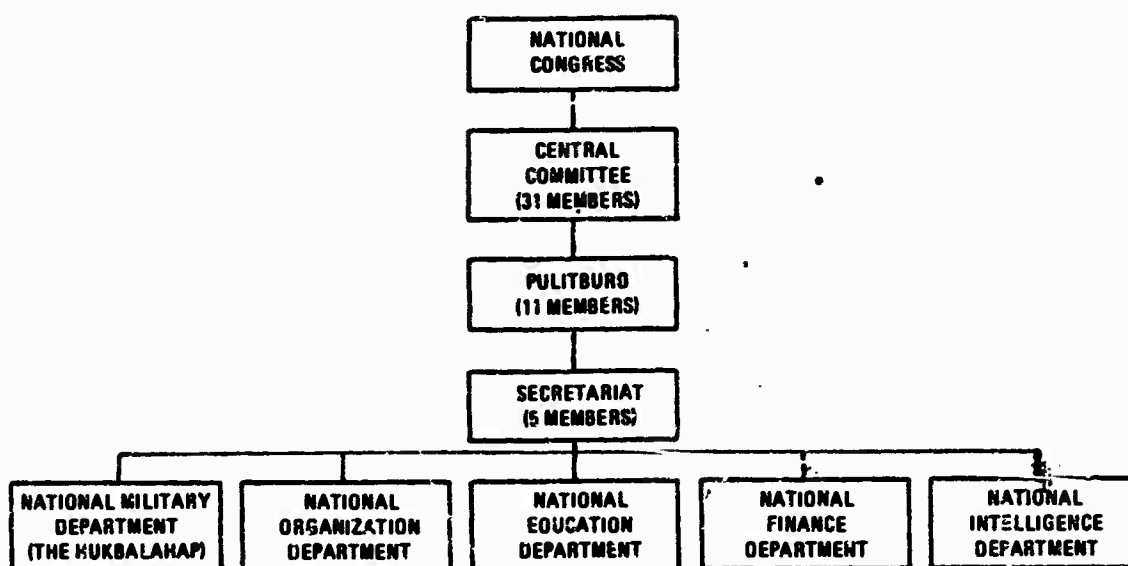 NATIONAL
CONGRESS
CENTRAL
COMMITTEE
(31 MEMBERS)
PULITBURO
(11 MEMBERS)
SECRETARIAT
(5 MEMBERS)
NATIONAL MILITARY
DEPARTMENT
(THE HUKBALAHAP)
NATIONAL
ORGANIZATION
DEPARTMENT
NATIONAL
EDUCATION
DEPARTMENT
NATIONAL
FINANCE
DEPARTMENT
NATIONAL
INTELLIGENCE
DEPARTMENT